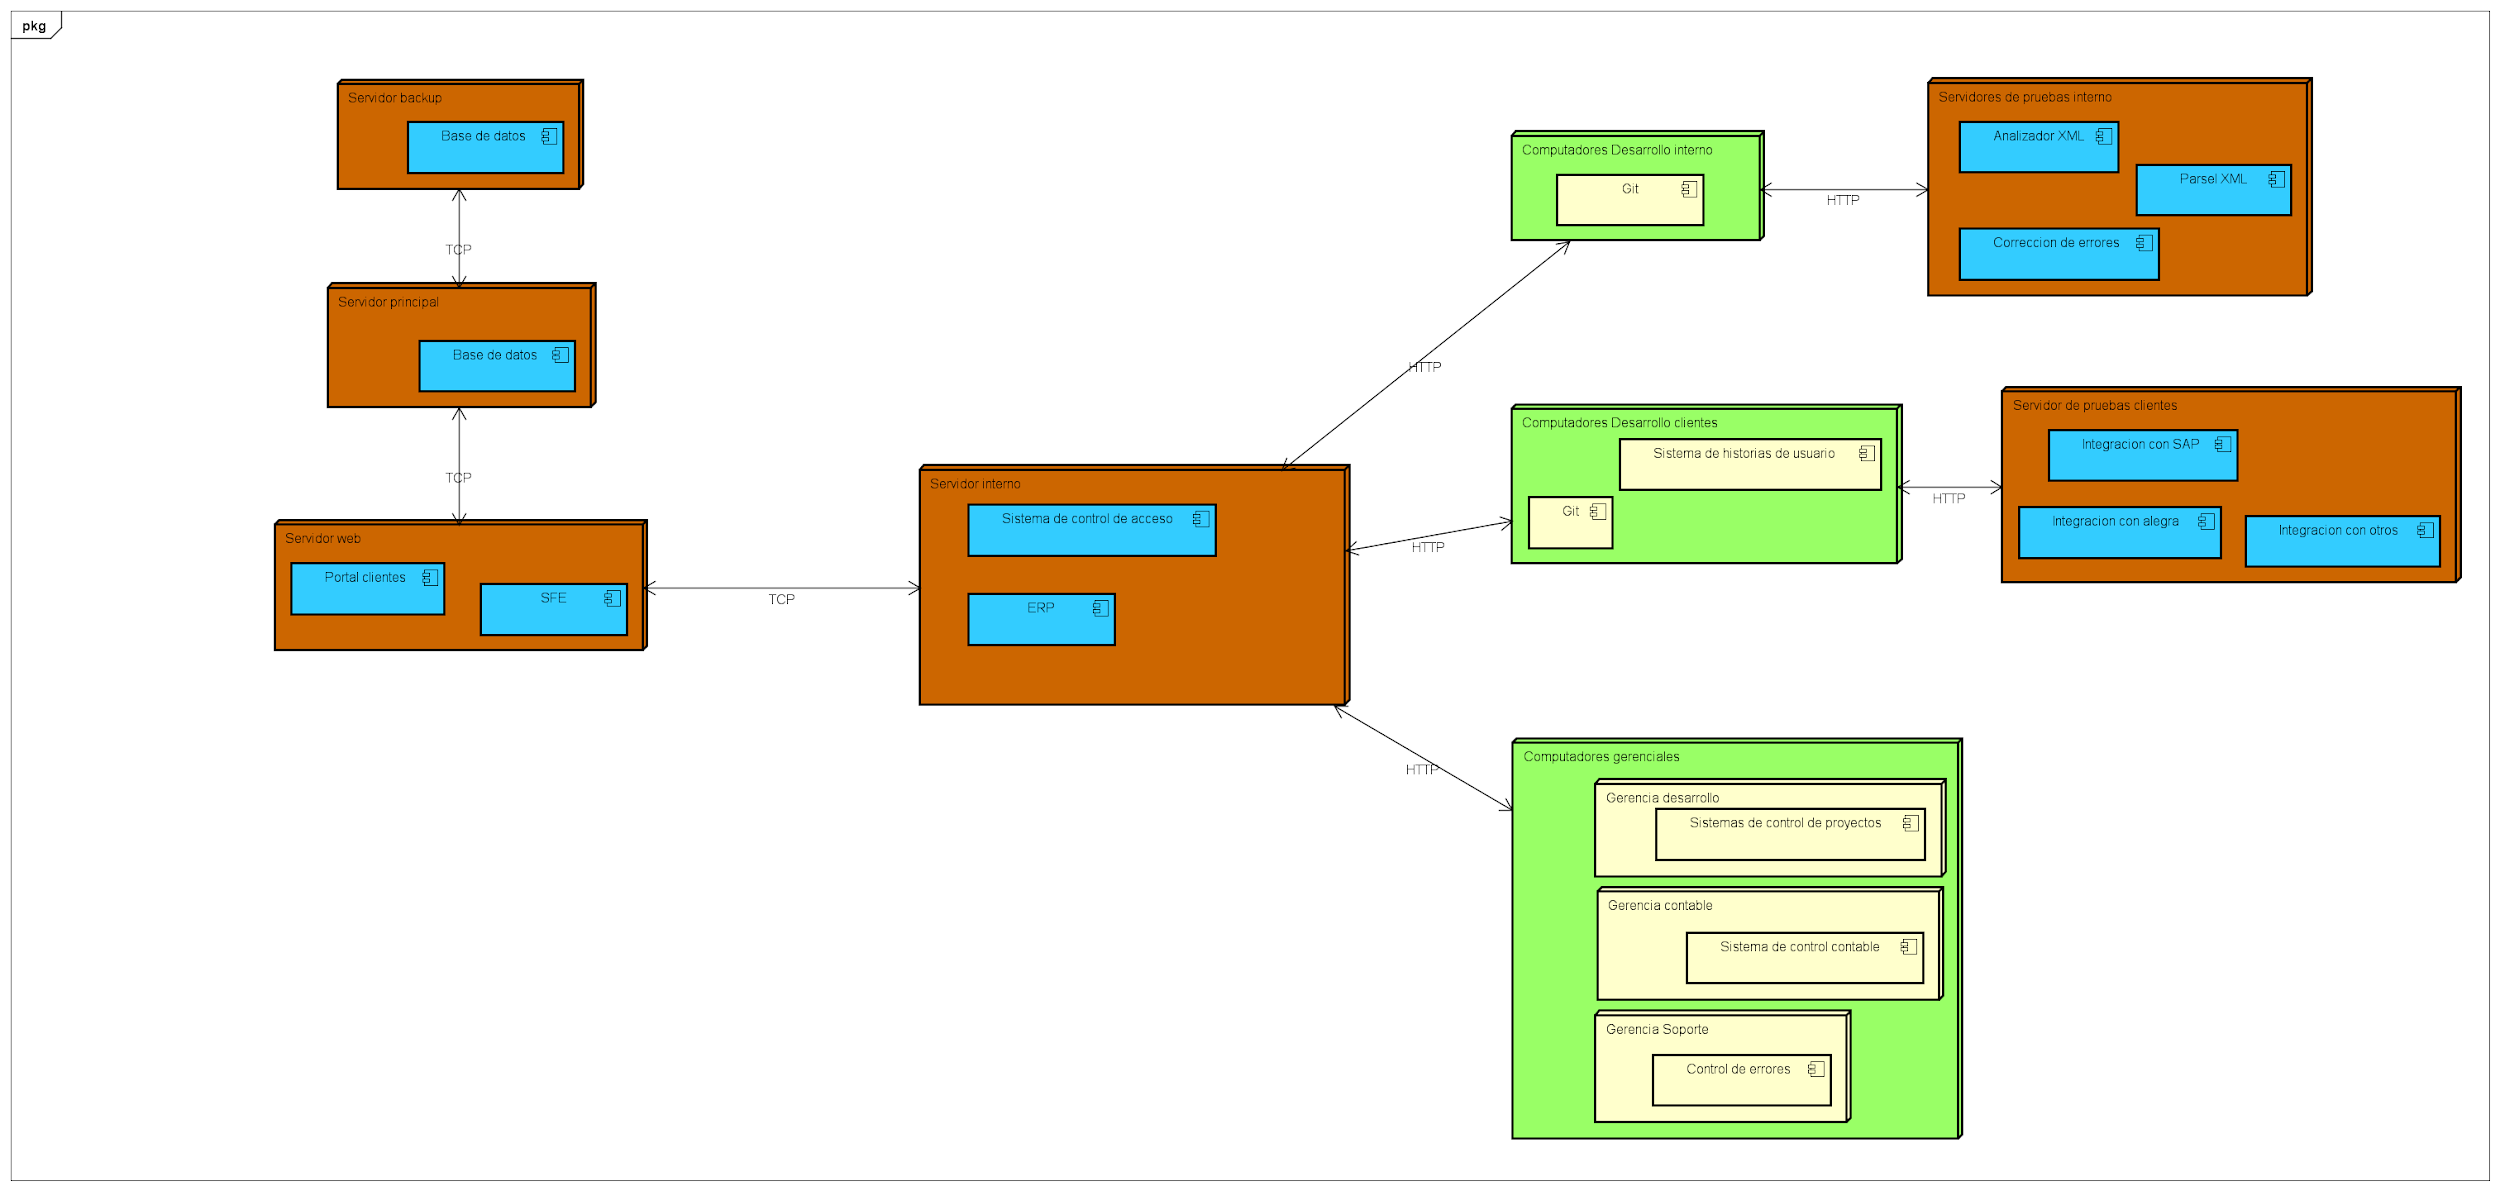 pkg
Servidor backup
Base de datos
TCP
Servidor principal
Base de datos
TCP
Servidor web
Portal clientes
SFE
TCP
Servidor interno
Sistema de control de acceso
ERP
HTTP
HTTP
HTTP
Computadores Desarrollo interno
Git
HTTP
Servidores de pruebas interno
Analizador XML
Parsel XML
Correccion de errores
Computadores Desarrollo clientes
Sistema de historias de usuario
Git
HTTP
Servidor de pruebas clientes
Integracion con SAP
Integracion con alegra
Integracion con otros
Computadores gerenciales
Gerencia desarrollo
Sistemas de control de proyectos
Gerencia contable
Sistema de control contable
Gerencia Soporte
Control de errores